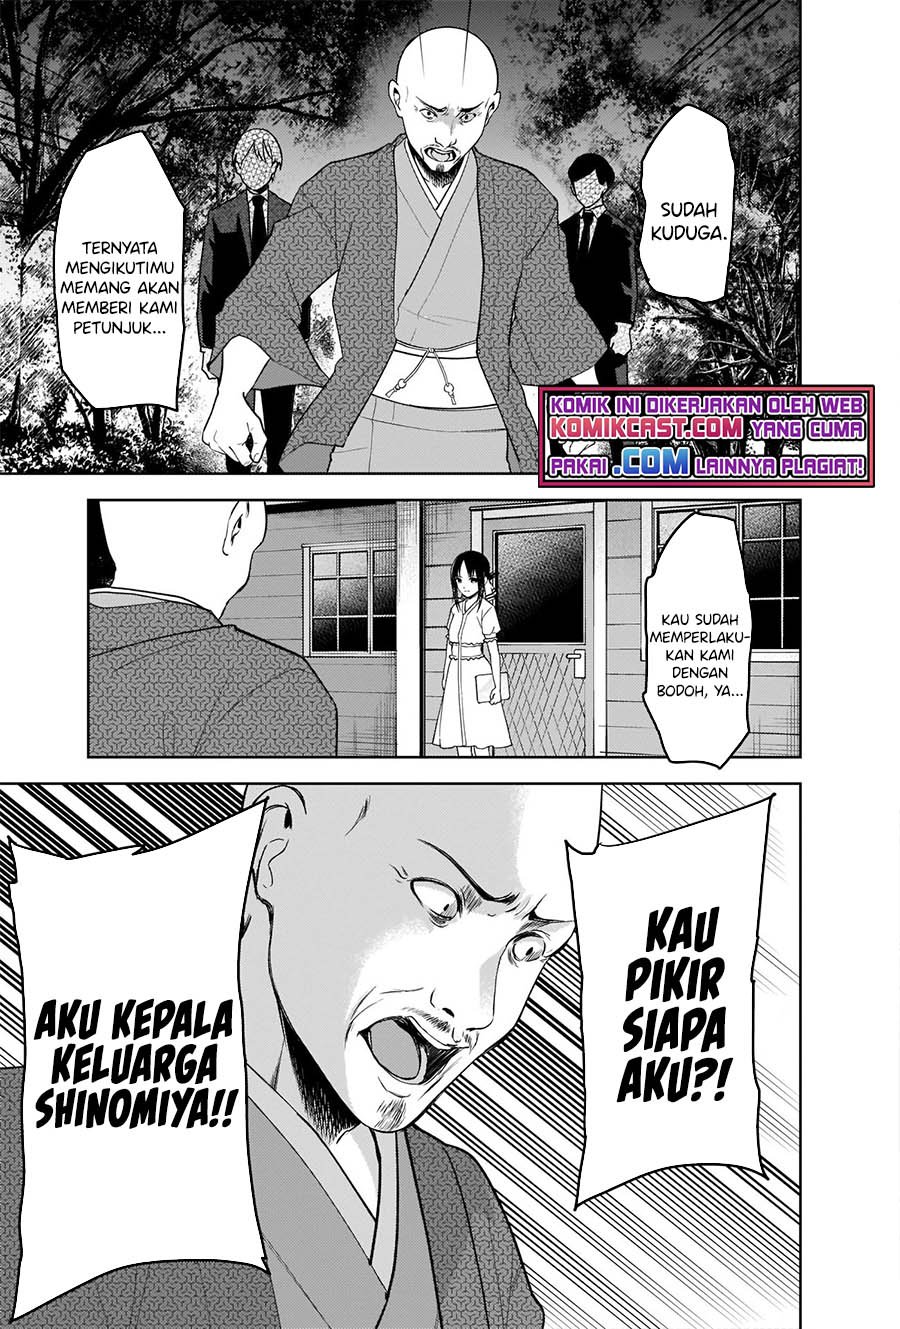 SUDAH
KUDUGA.
TERNYATA
MENGIKUTIMU
MEMANG AKAN
MEMBERI KAMI
PETUNJUK...
KOMIK INI DIKERJAKAN OLEH WEB
KOMIKCAST.COM YANG CUMA
PAKAI .COM LAINNYA PLAGIAT!
KAU SUDAH
MEMPERLAKU-
KAN KAMI
DENGAN
BODOH, YA...
KAU
PIKIR
SIAPA
AKU?!
AKU KEPALA
KELUARGA
SHINOMIYA!!